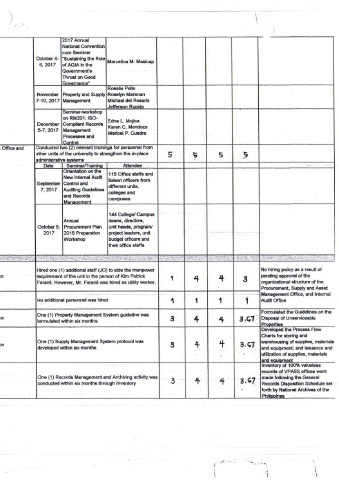 2017 Annual
National Convention
cum Seminar
October 4-
6, 2017
"Sustaining the Role
of AGIA in the
Government's
Thrust on Good
Governance"
Marcelina M. Masicap
November
7-10, 2017
Property and Supply
Management
Rosalie Pelle
Roselyn Maranan
Michael del Rosario
Jefferson Rupido
December
5-7, 2017
Seminar-workshop
on RM201: ISO-
Compliant Records
Management
Processes and
Control
Edna L. Mojica
Karen C. Mendoza
Marical P. Cuadra
Office and
Conducted two (2) relevant trainings for personnel from
other units of the university to strengthen the in-place
administrative systems
5 5 5 5
Date Seminar/Training Attendee
September
7, 2017
Orientation on the
New Internal Audit
Control and
Auditing Guidelines
and Records
Management
115 Office staffs and
liaison officers from
different units,
colleges and
campuses
October 5,
2017
Annual
Procurement Plan
2018 Preparation
Workshop
144 College/ Campus
deans, directors,
unit heads, program/
project leaders, unit
budget officers and
their office staffs
Hired one (1) additional staff (JO) to aide the manpower
requirement of the unit in the person of Kim Patrick
Feranil. However, Mr. Feranil was hired as utility worker.
1 4 4 3
No hiring policy as a result of
pending approval of the
organizational structure of the
Procurement, Supply and Asset
Management Office, and Internal
Audit Office
No additional personnel was hired
1 1 1 1
One (1) Property Management System guideline was
formulated within six months
3 4 4 3.67
Formulated the Guidelines on the
Disposal of Unserviceable
Properties
One (1) Supply Management System protocol was
developed within six months
3 4 4 3.67
Developed the Process Flow
Charts for storing and
warehousing of supplies, materials
and equipment; and issuance and
utilization of supplies, materials
and equipment
One (1) Records Management and Archiving activity was
conducted within six months through inventory
3 4 4 3.67
Inventory of 100% valueless
records of VPASS offices were
made following the General
Records Disposition Schedule set
forth by National Archives of the
Philippines